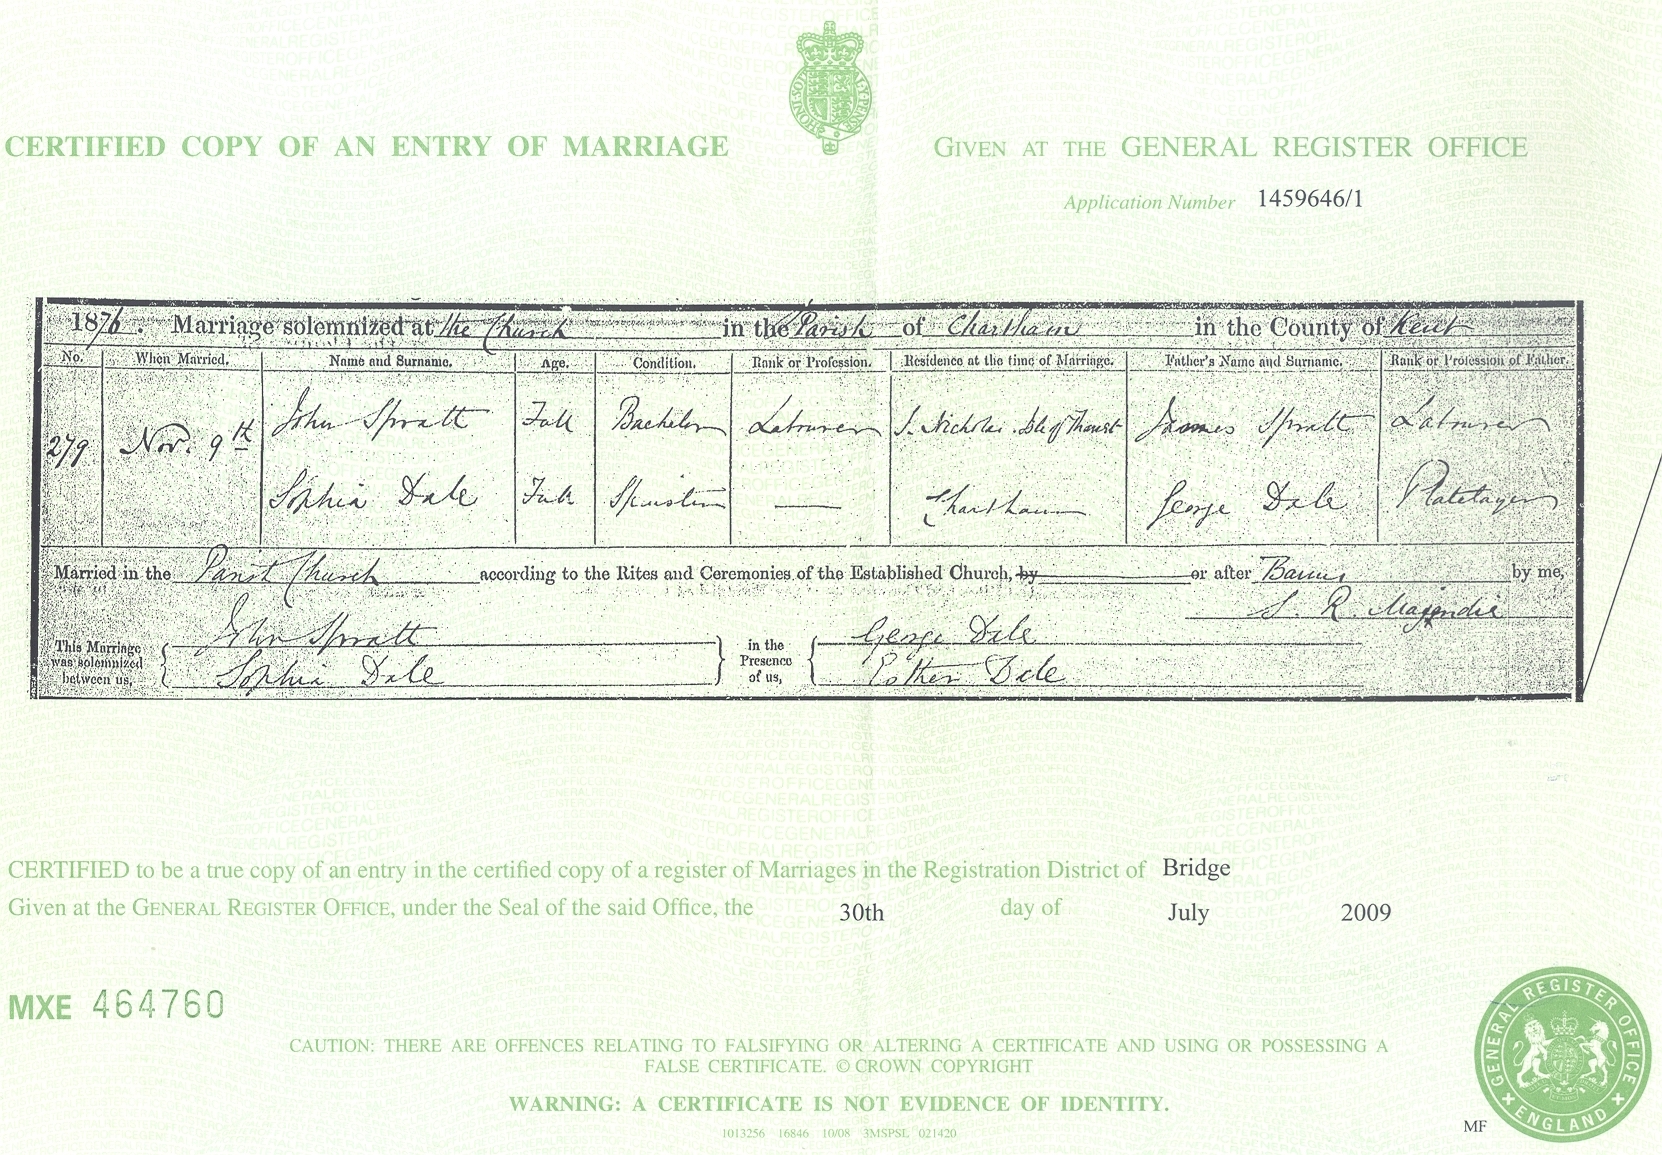 HONI SOIT QUI MAL Y PENSE
CERTIFIED COPY OF AN ENTRY OF MARRIAGE
GIVEN AT THE GENERAL REGISTER OFFICE
Application Number 1459646/1
1876. Marriage solemnized at the Church in the Parish of Chartham in the County of Kent
No. When Married. Name and Surname. Age. Condition. Rank or Profession. Residence at the time of Marriage. Father's Name and Surname. Rank or Profession of Father.
279 Nov. 9th John Spratt Full Bachelor Labourer S. Nicholas Isle of Thanet James Spratt Labourer
Sophia Dale Full Spinster — Chartham George Dale Platelayer
Married in the Parish Church according to the Rites and Ceremonies of the Established Church, by or after Banns by me,
S. R. Majendie
This Marriage was solemnized between us, John Spratt Sophia Dale in the Presence of us, George Dale Esther Dale
CERTIFIED to be a true copy of an entry in the certified copy of a register of Marriages in the Registration District of Bridge
Given at the GENERAL REGISTER OFFICE, under the Seal of the said Office, the 30th day of July 2009
MXE 464760
CAUTION: THERE ARE OFFENCES RELATING TO FALSIFYING OR ALTERING A CERTIFICATE AND USING OR POSSESSING A
FALSE CERTIFICATE. © CROWN COPYRIGHT
WARNING: A CERTIFICATE IS NOT EVIDENCE OF IDENTITY.
1013256 16846 10/08 3MSPSL 021420
MF
GENERAL REGISTER OFFICE
ENGLAND